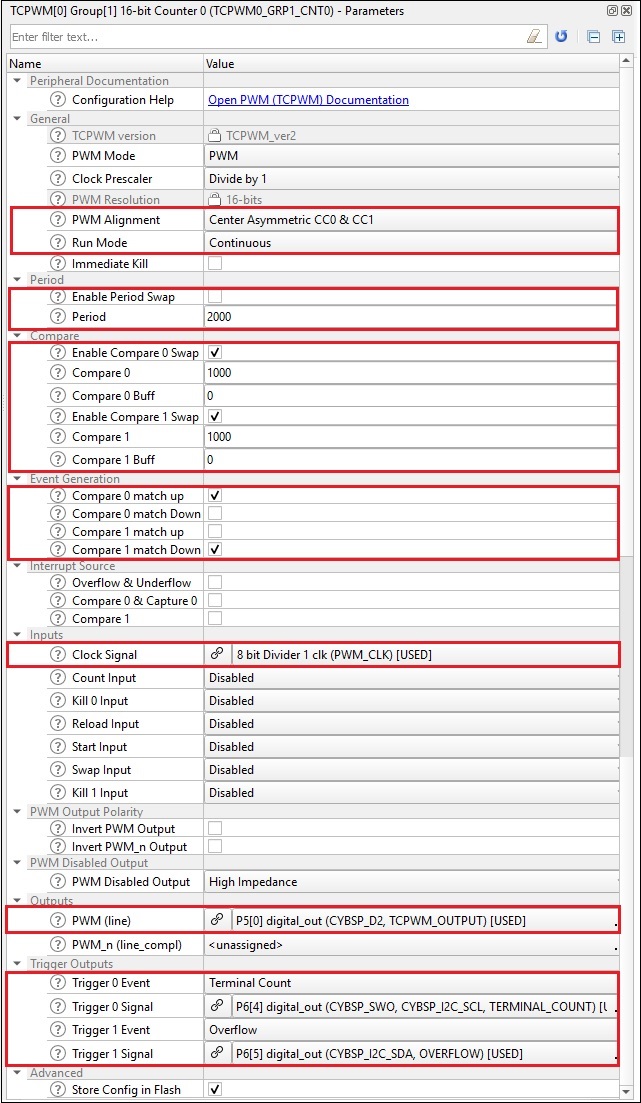 TCPWM[0] Group[1] 16-bit Counter 0 (TCPWM0_GRP1_CNT0) - Parameters
Enter filter text...
Name Value
Peripheral Documentation
Configuration Help Open PWM (TCPWM) Documentation
General
TCPWM version TCPWM_ver2
PWM Mode PWM
Clock Prescaler Divide by 1
PWM Resolution 16-bits
PWM Alignment Center Asymmetric CC0 & CC1
Run Mode Continuous
Immediate Kill
Period
Enable Period Swap
Period 2000
Compare
Enable Compare 0 Swap
Compare 0 1000
Compare 0 Buff 0
Enable Compare 1 Swap
Compare 1 1000
Compare 1 Buff 0
Event Generation
Compare 0 match up
Compare 0 match Down
Compare 1 match up
Compare 1 match Down
Interrupt Source
Overflow & Underflow
Compare 0 & Capture 0
Compare 1
Inputs
Clock Signal 8 bit Divider 1 clk (PWM_CLK) [USED]
Count Input Disabled
Kill 0 Input Disabled
Reload Input Disabled
Start Input Disabled
Swap Input Disabled
Kill 1 Input Disabled
PWM Output Polarity
Invert PWM Output
Invert PWM_n Output
PWM Disabled Output
PWM Disabled Output High Impedance
Outputs
PWM (line) P5[0] digital_out (CYBSP_D2, TCPWM_OUTPUT) [USED]
PWM_n (line_compl) <unassigned>
Trigger Outputs
Trigger 0 Event Terminal Count
Trigger 0 Signal P6[4] digital_out (CYBSP_SWO, CYBSP_I2C_SCL, TERMINAL_COUNT) [U
Trigger 1 Event Overflow
Trigger 1 Signal P6[5] digital_out (CYBSP_I2C_SDA, OVERFLOW) [USED]
Advanced
Store Config in Flash